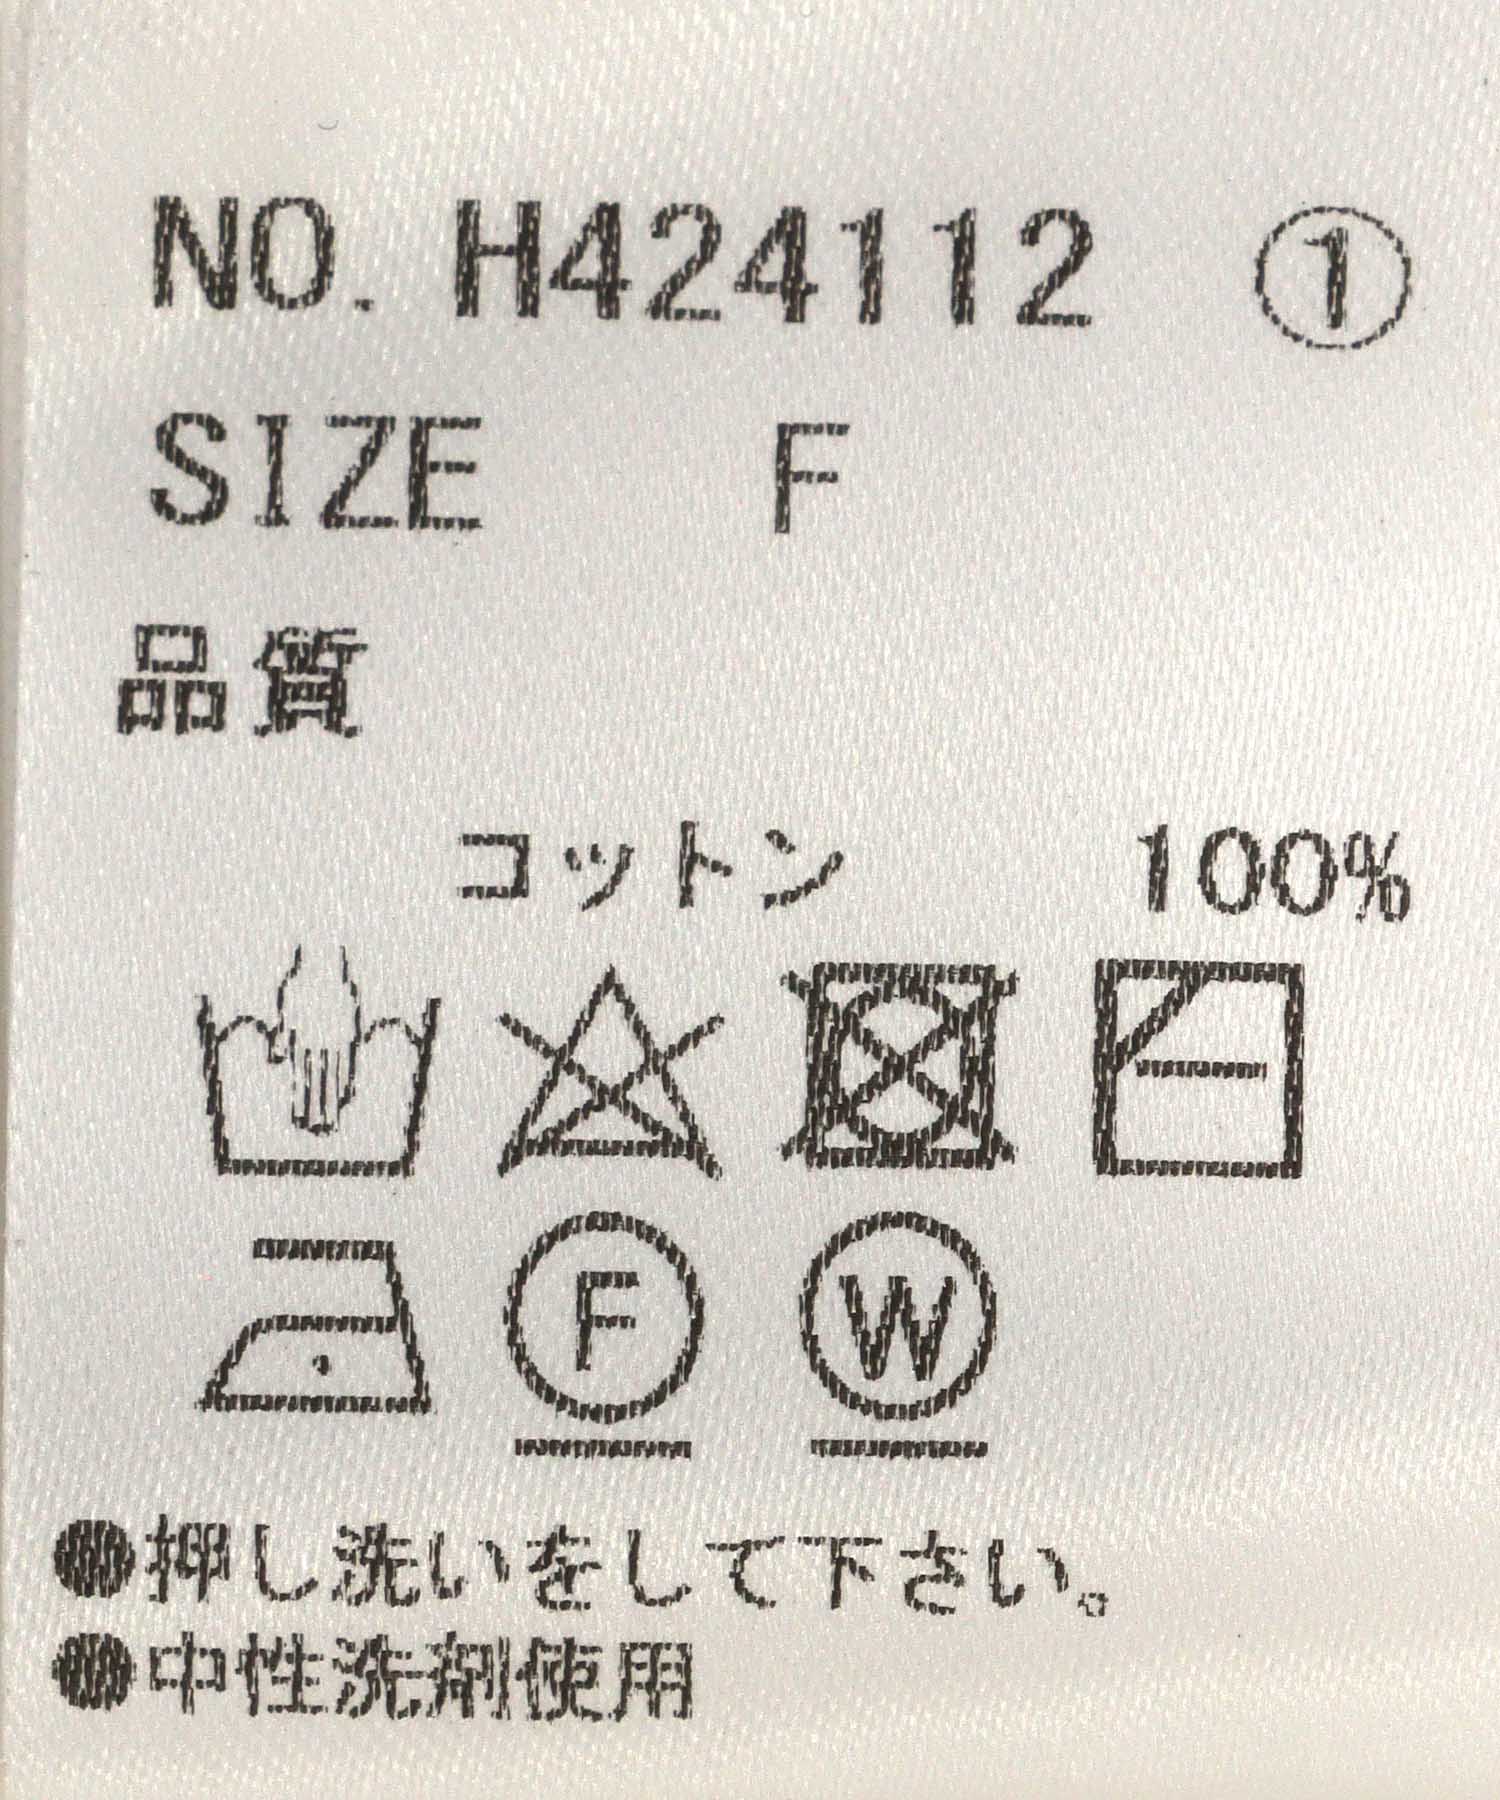 NO. H424112 ①
SIZE F
品質
コットン 100%
F W
●押し洗いをして下さい。
●中性洗剤使用